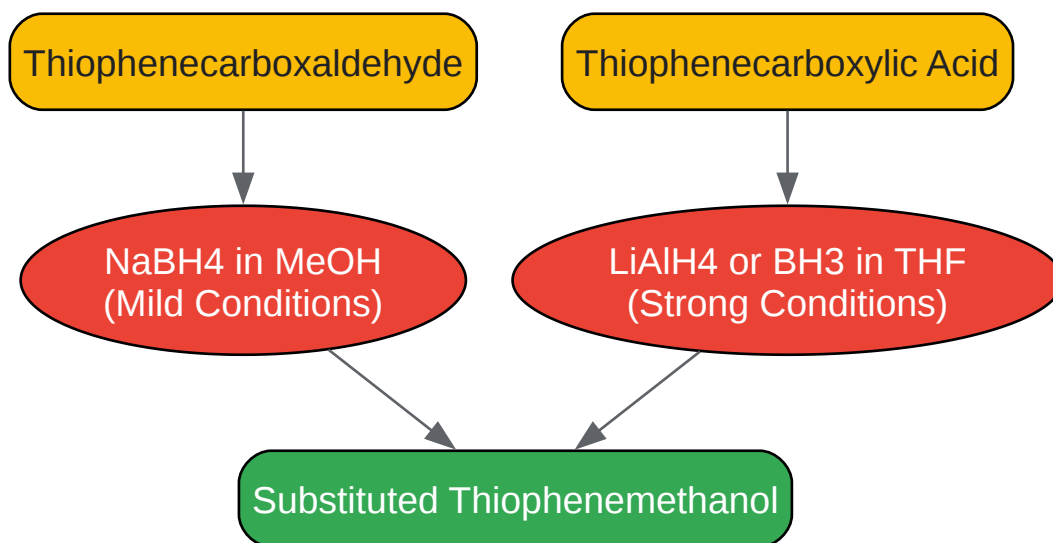 Thiophenecarboxaldehyde
Thiophenecarboxylic Acid
NaBH4 in MeOH
(Mild Conditions)
LiAlH4 or BH3 in THF
(Strong Conditions)
Substituted Thiophenemethanol